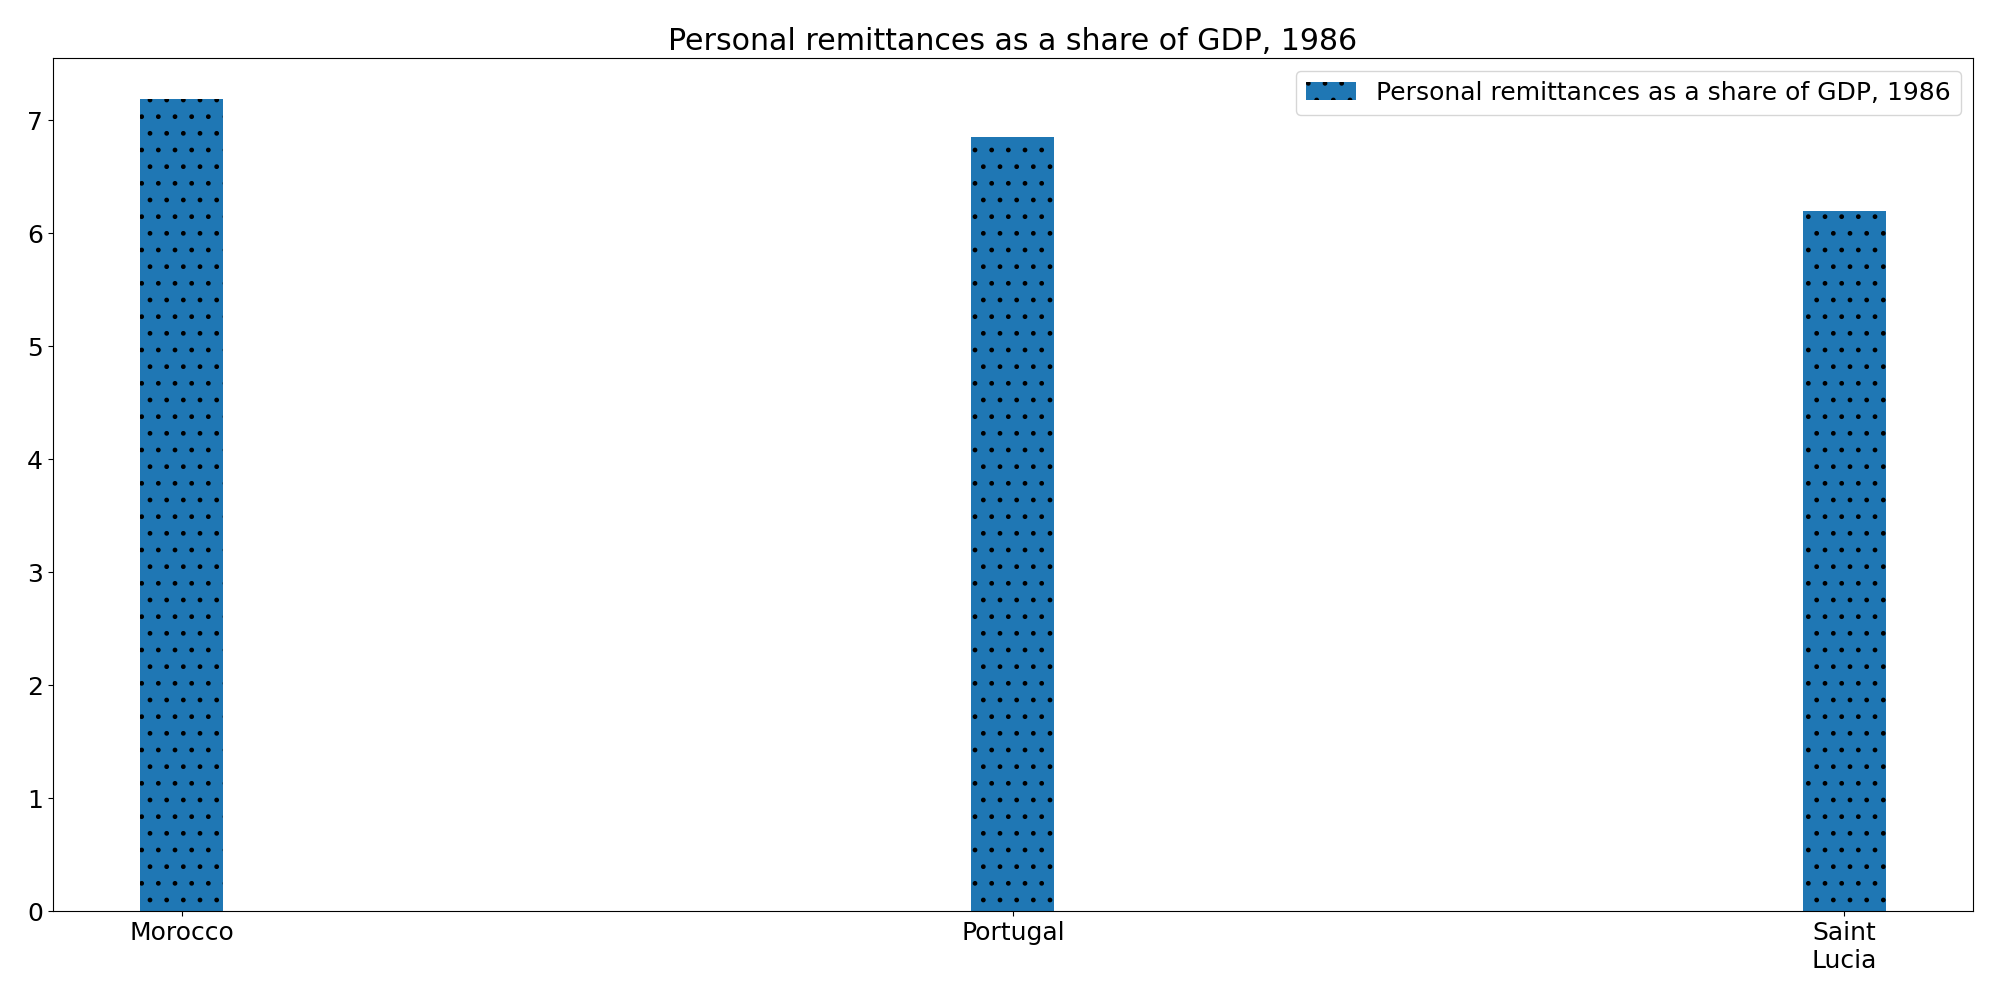 Personal remittances as a share of GDP, 1986
Personal remittances as a share of GDP, 1986
7
6
5
4
3
2
1
0
Morocco
Portugal
Saint
Lucia